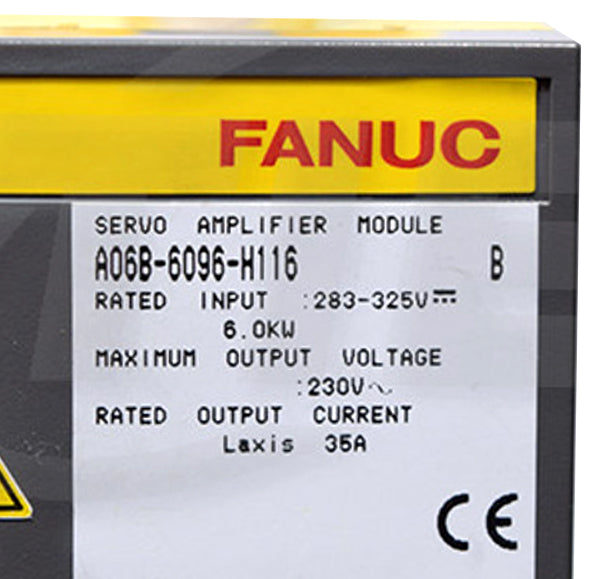 FANUC
SERVO AMPLIFIER MODULE
A06B-6096-H116 B
RATED INPUT :283-325V⎓
6.0KW
MAXIMUM OUTPUT VOLTAGE
:230V~
RATED OUTPUT CURRENT
Laxis 35A
CE